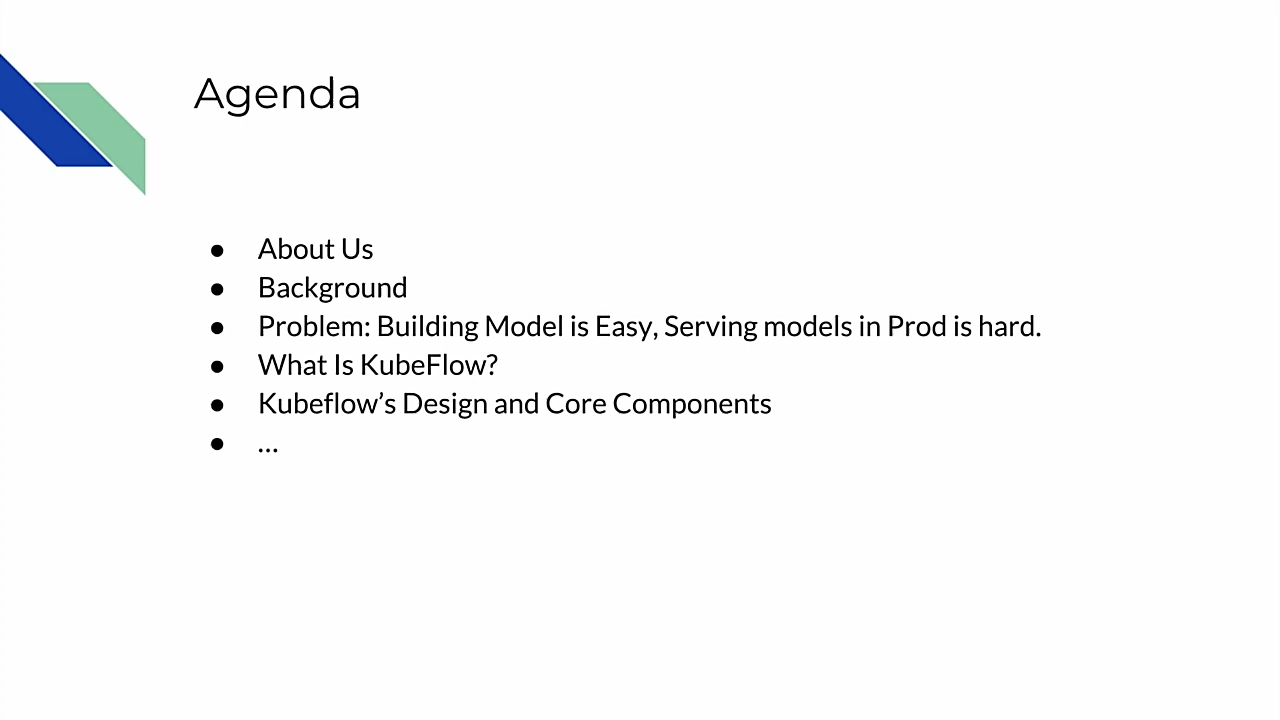 Agenda
● About Us
● Background
● Problem: Building Model is Easy, Serving models in Prod is hard.
● What Is KubeFlow?
● Kubeflow’s Design and Core Components
● ...